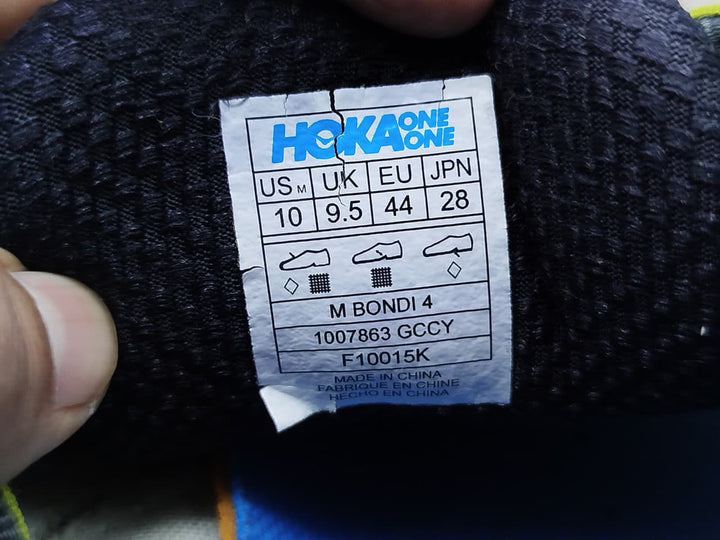 HOKA ONE ONE
US M UK EU JPN
10 9.5 44 28
M BONDI 4
1007863 GCCY
F10015K
MADE IN CHINA
FABRIQUE EN CHINE
HECHO EN CHINA